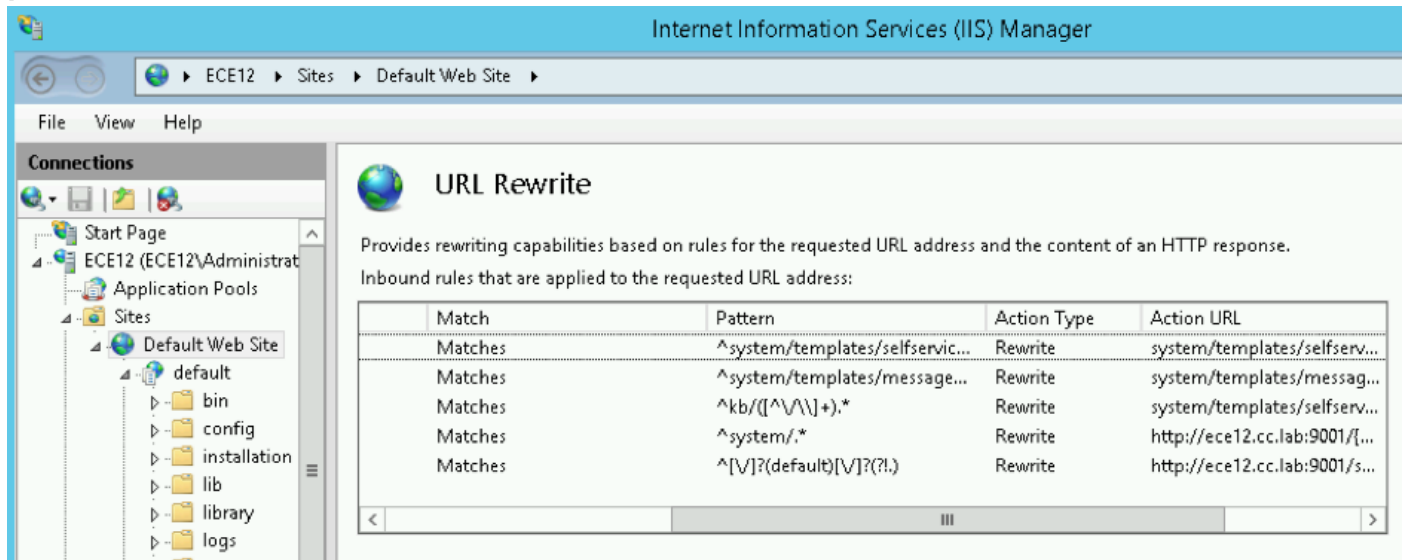 Internet Information Services (IIS) Manager
ECE12 Sites Default Web Site
File View Help
Connections
Start Page
ECE12 (ECE12\Administrat
Application Pools
Sites
Default Web Site
default
bin
config
installation
lib
library
logs
URL Rewrite
Provides rewriting capabilities based on rules for the requested URL address and the content of an HTTP response.
Inbound rules that are applied to the requested URL address:
Match Pattern Action Type Action URL
Matches ^system/templates/selfservic... Rewrite system/templates/selfserv...
Matches ^system/templates/message... Rewrite system/templates/messag...
Matches ^kb/([^\/\\]+).* Rewrite system/templates/selfserv...
Matches ^system/.* Rewrite http://ece12.cc.lab:9001/{...
Matches ^[\/]?(default)[\/]?(?!.) Rewrite http://ece12.cc.lab:9001/s...